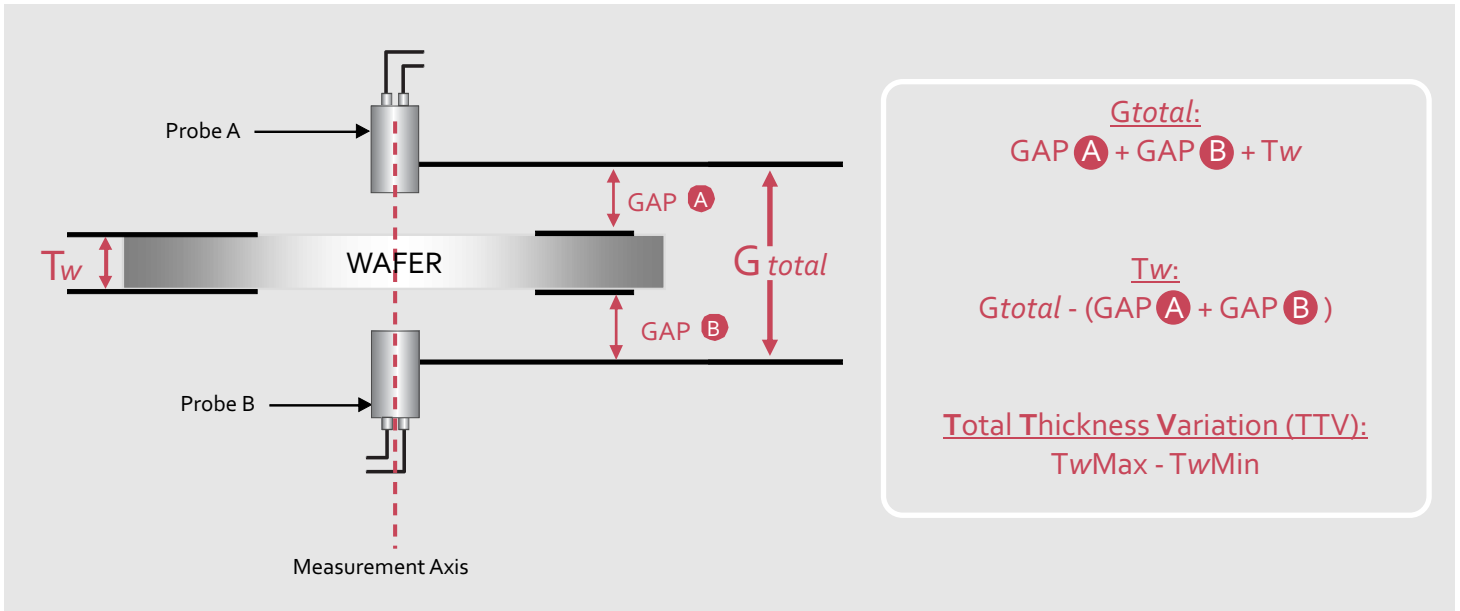 Probe A
GAP A
Tw
WAFER
G total
GAP B
Probe B
Measurement Axis
Gtotal:
GAP A + GAP B + Tw
Tw:
Gtotal - (GAP A + GAP B )
Total Thickness Variation (TTV):
TwMax - TwMin